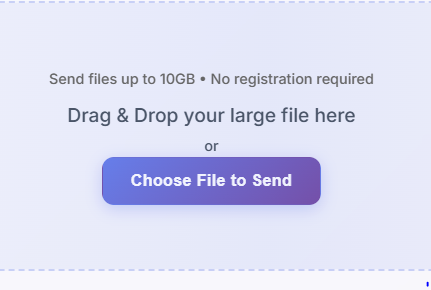 Send files up to 10GB • No registration required
Drag & Drop your large file here
or
Choose File to Send